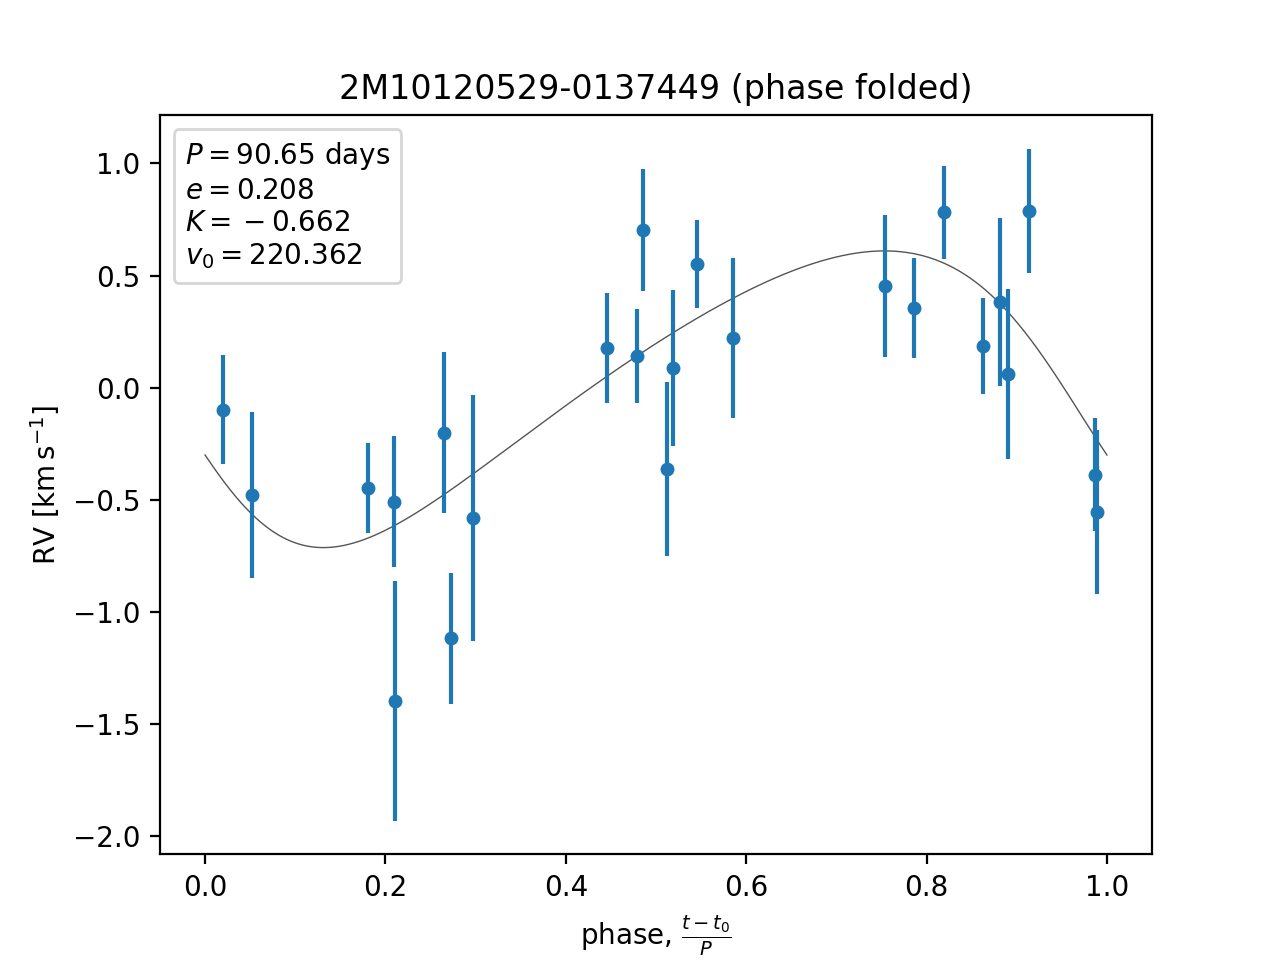 2M10120529-0137449 (phase folded)
P = 90.65 days
e = 0.208
K = −0.662
v₀ = 220.362
1.0
0.5
0.0
−0.5
−1.0
−1.5
−2.0
RV [km s⁻¹]
0.0 0.2 0.4 0.6 0.8 1.0
phase, (t − t₀)/P